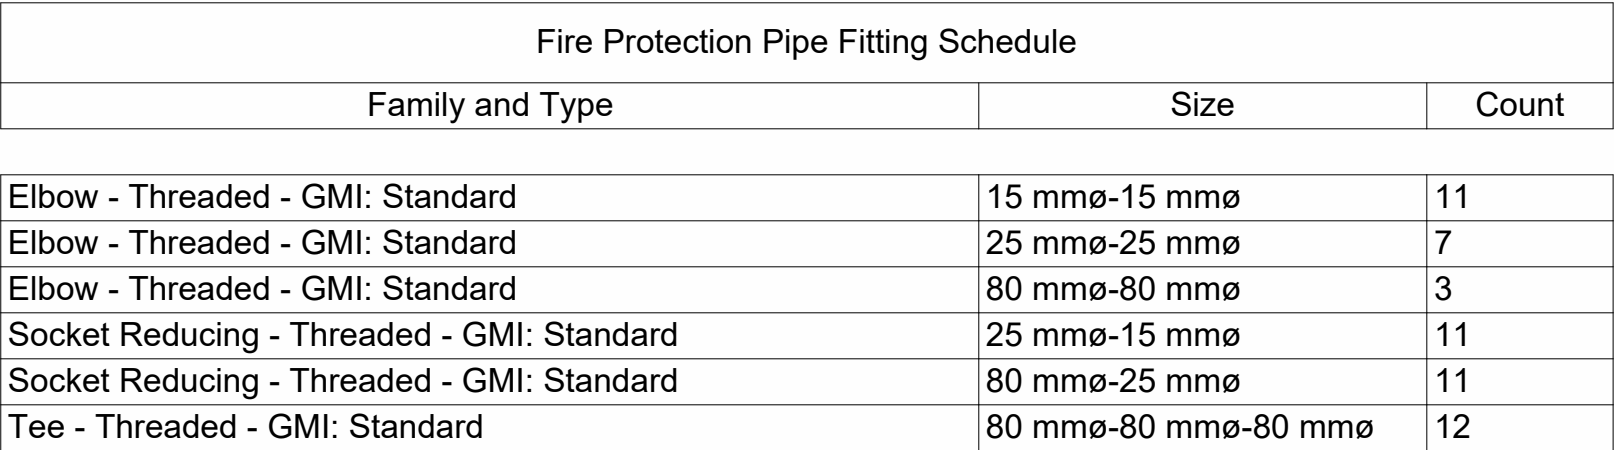 Fire Protection Pipe Fitting Schedule
Family and Type Size Count
Elbow - Threaded - GMI: Standard 15 mmø-15 mmø 11
Elbow - Threaded - GMI: Standard 25 mmø-25 mmø 7
Elbow - Threaded - GMI: Standard 80 mmø-80 mmø 3
Socket Reducing - Threaded - GMI: Standard 25 mmø-15 mmø 11
Socket Reducing - Threaded - GMI: Standard 80 mmø-25 mmø 11
Tee - Threaded - GMI: Standard 80 mmø-80 mmø-80 mmø 12